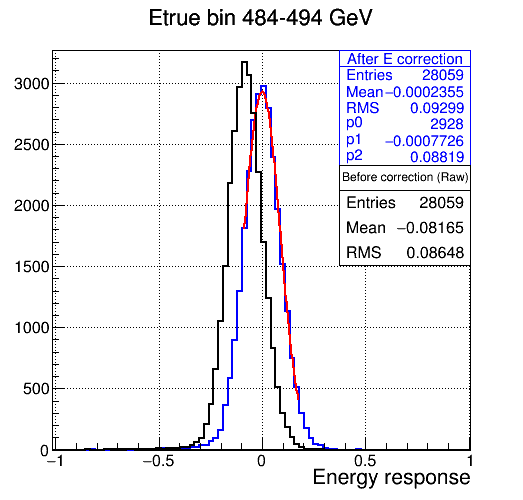 Etrue bin 484-494 GeV
After E correction
Entries 28059
Mean −0.0002355
RMS 0.09299
p0 2928
p1 −0.0007726
p2 0.08819
Before correction (Raw)
Entries 28059
Mean −0.08165
RMS 0.08648
3000
2500
2000
1500
1000
500
0
−1 −0.5 0 0.5 1
Energy response